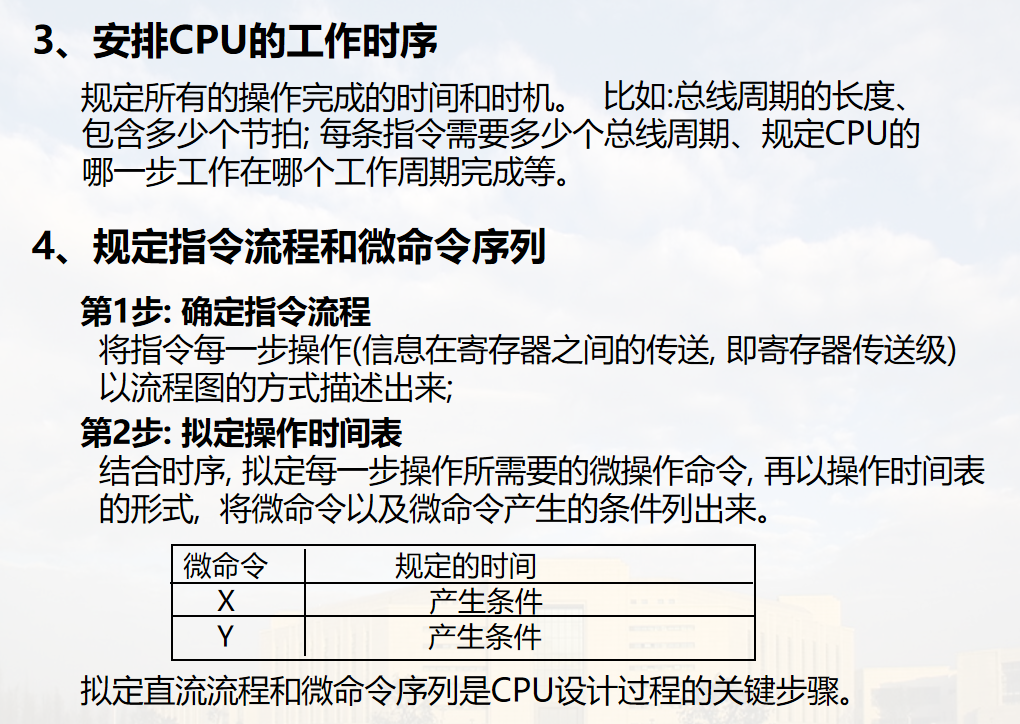 3、安排CPU的工作时序
规定所有的操作完成的时间和时机。 比如:总线周期的长度、
包含多少个节拍; 每条指令需要多少个总线周期、规定CPU的
哪一步工作在哪个工作周期完成等。
4、规定指令流程和微命令序列
第1步: 确定指令流程
将指令每一步操作(信息在寄存器之间的传送, 即寄存器传送级)
以流程图的方式描述出来;
第2步: 拟定操作时间表
结合时序, 拟定每一步操作所需要的微操作命令, 再以操作时间表
的形式, 将微命令以及微命令产生的条件列出来。
微命令 规定的时间
X 产生条件
Y 产生条件
拟定直流流程和微命令序列是CPU设计过程的关键步骤。